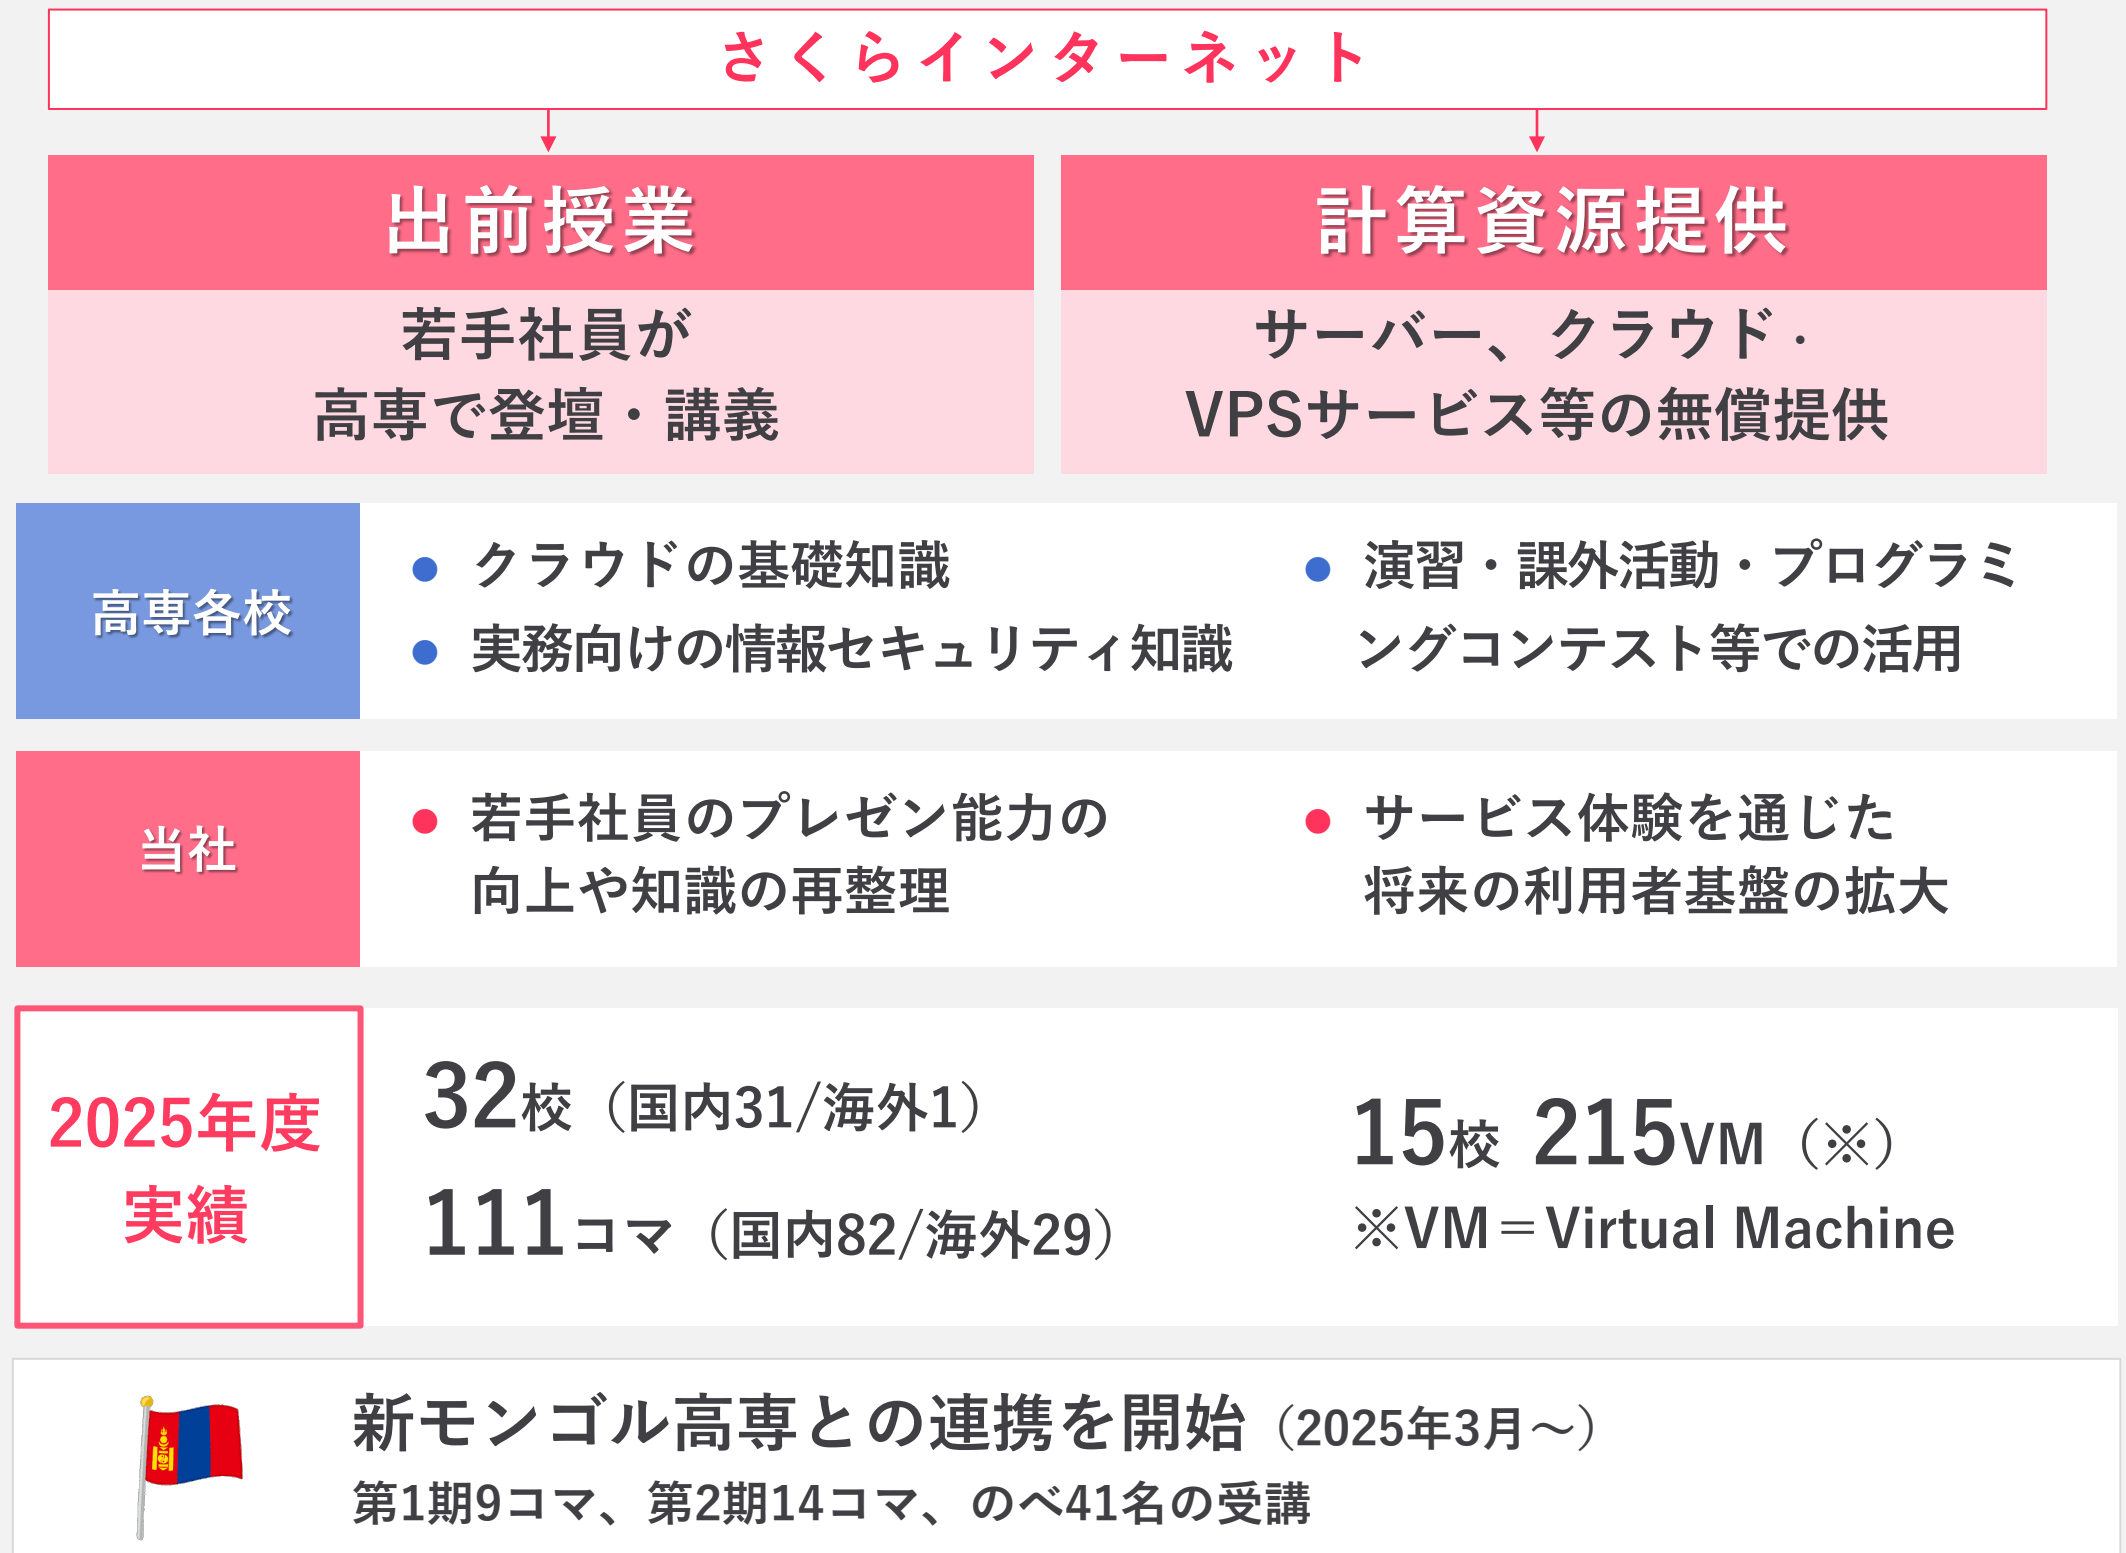 さくらインターネット
出前授業
若手社員が
高専で登壇・講義
計算資源提供
サーバー、クラウド・
VPSサービス等の無償提供
高専各校
● クラウドの基礎知識
● 実務向けの情報セキュリティ知識
● 演習・課外活動・プログラミ
ングコンテスト等での活用
当社
● 若手社員のプレゼン能力の
向上や知識の再整理
● サービス体験を通じた
将来の利用者基盤の拡大
2025年度
実績
32校（国内31/海外1）
111コマ（国内82/海外29）
15校 215VM（※）
※VM＝Virtual Machine
新モンゴル高専との連携を開始（2025年3月～）
第1期9コマ、第2期14コマ、のべ41名の受講